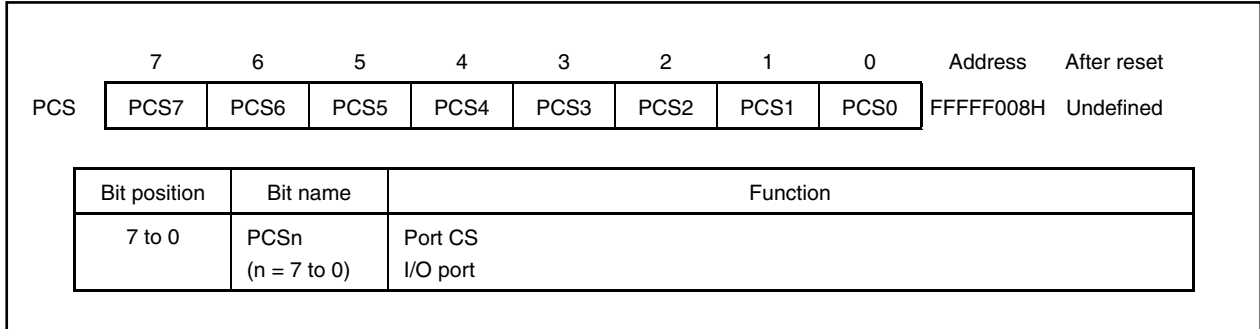 7 6 5 4 3 2 1 0 Address After reset
PCS PCS7 PCS6 PCS5 PCS4 PCS3 PCS2 PCS1 PCS0 FFFFF008H Undefined
Bit position Bit name Function
7 to 0 PCSn Port CS
(n = 7 to 0) I/O port